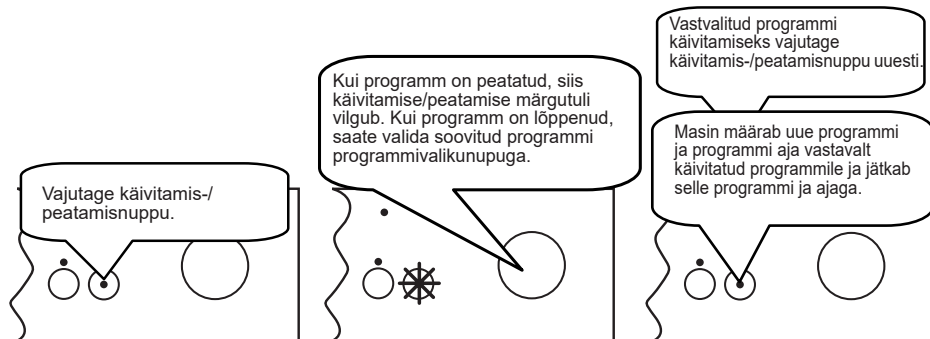 Vajutage käivitamis-/
peatamisnuppu.
Kui programm on peatatud, siis
käivitamise/peatamise märgutuli
vilgub. Kui programm on lõppenud,
saate valida soovitud programmi
programmivalikunupuga.
Vastvalitud programmi
käivitamiseks vajutage
käivitamis-/peatamisnuppu uuesti.
Masin määrab uue programmi
ja programmi aja vastavalt
käivitatud programmile ja jätkab
selle programmi ja ajaga.